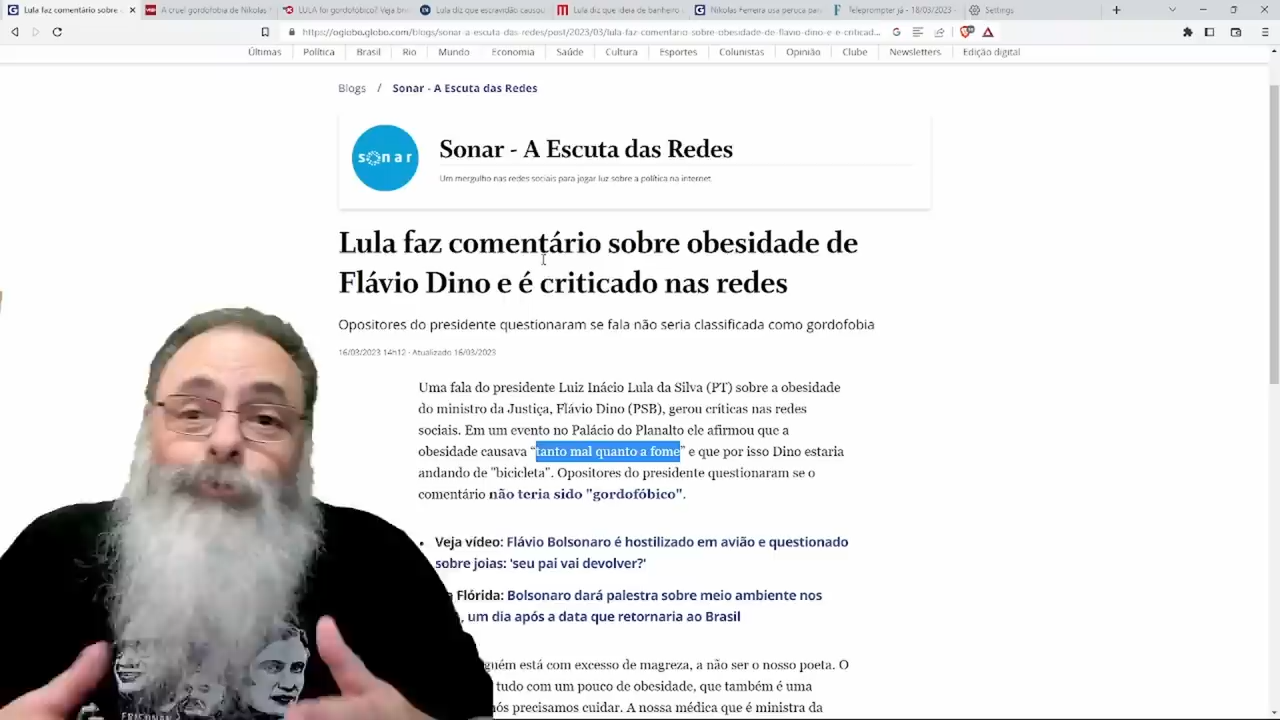 Lula faz comentário sobre
A cruel gordofobia de Nikolas
LULA foi gordofóbico? Veja
Lula diz que escravidão causou
Lula diz que ideia de banheiro
Nikolas Ferreira usa peruca
Teleprompter já - 18/03/2023
Settings
https://oglobo.globo.com/blogs/sonar-a-escuta-das-redes/post/2023/03/lula-faz-comentario-sobre-obesidade-de-flavio-dino-e-e-criticad...
Últimas Política Brasil Rio Mundo Economia Saúde Cultura Esportes Colunistas Opinião Clube Newsletters Edição digital
Blogs / Sonar - A Escuta das Redes
sonar
Sonar - A Escuta das Redes
Um mergulho nas redes sociais para jogar luz sobre a política na internet.
Lula faz comentário sobre obesidade de
Flávio Dino e é criticado nas redes
Opositores do presidente questionaram se fala não seria classificada como gordofobia
16/03/2023 14h12 · Atualizado 16/03/2023
Uma fala do presidente Luiz Inácio Lula da Silva (PT) sobre a obesidade
do ministro da Justiça, Flávio Dino (PSB), gerou críticas nas redes
sociais. Em um evento no Palácio do Planalto ele afirmou que a
obesidade causava "tanto mal quanto a fome" e que por isso Dino estaria
andando de "bicicleta". Opositores do presidente questionaram se o
comentário não teria sido "gordofóbico".
• Veja vídeo: Flávio Bolsonaro é hostilizado em avião e questionado
sobre joias: 'seu pai vai devolver?'
Flórida: Bolsonaro dará palestra sobre meio ambiente nos
, um dia após a data que retornaria ao Brasil
guém está com excesso de magreza, a não ser o nosso poeta. O
tudo com um pouco de obesidade, que também é uma
nós precisamos cuidar. A nossa médica que é ministra da
FRIEDMAN